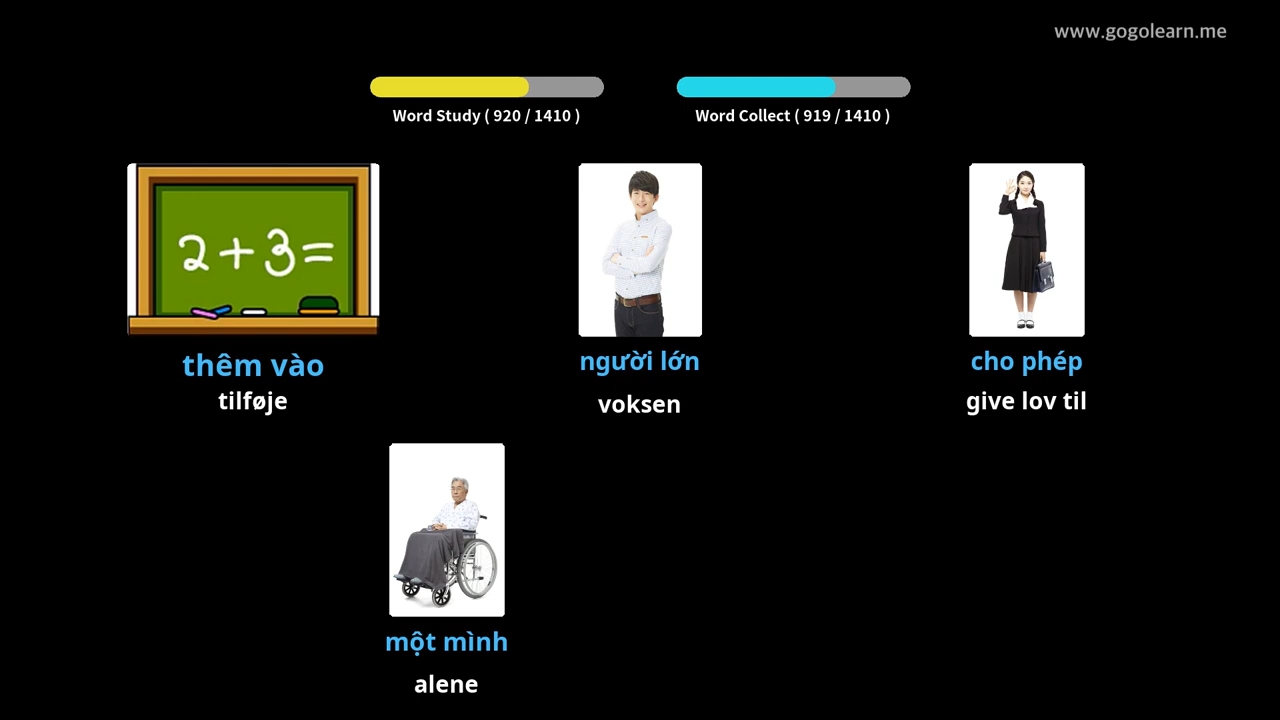 www.gogolearn.me
Word Study ( 920 / 1410 )
Word Collect ( 919 / 1410 )
2+3=
thêm vào
tilføje
người lớn
voksen
cho phép
give lov til
một mình
alene